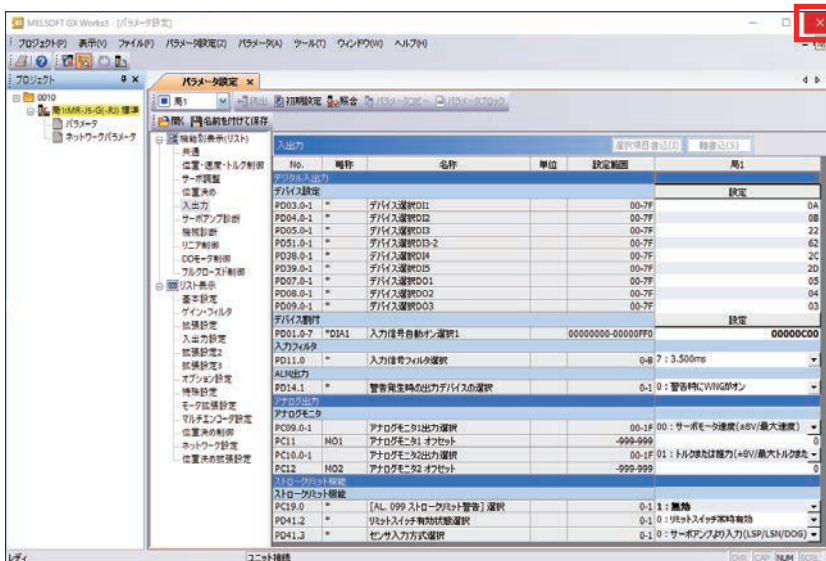 MELSOFT GX Works3 - [パラメータ設定]
プロジェクト(P) 表示(V) ファイル(F) パラメータ設定(Z) パラメータ(A) ツール(T) ウィンドウ(W) ヘルプ(H)
プロジェクト
0010
局1:MR-J5-G(-RJ) 標準
パラメータ
ネットワークパラメータ
パラメータ設定
局1 読出 初期設定 照合 パラメータコピー パラメータブロック
開く 名前を付けて保存
機能別表示(リスト)
共通
位置・速度・トルク制御
サーボ調整
位置決め
入出力
サーボアンプ診断
機械診断
リニア制御
DDモータ制御
フルクローズド制御
リスト表示
基本設定
ゲイン・フィルタ
拡張設定
入出力設定
拡張設定2
拡張設定3
オプション設定
特殊設定
モータ拡張設定
マルチエンコーダ設定
位置決め制御
ネットワーク設定
位置決め拡張設定
入出力 選択項目書込(I) 軸書込(S)
No. 略称 名称 単位 設定範囲 局1
デジタル入出力
デバイス設定 設定
PD03.0-1 * デバイス選択DI1 00-7F 0A
PD04.0-1 * デバイス選択DI2 00-7F 0B
PD05.0-1 * デバイス選択DI3 00-7F 22
PD51.0-1 * デバイス選択DI3-2 00-7F 62
PD38.0-1 * デバイス選択DI4 00-7F 2C
PD39.0-1 * デバイス選択DI5 00-7F 2D
PD07.0-1 * デバイス選択DO1 00-7F 05
PD08.0-1 * デバイス選択DO2 00-7F 04
PD09.0-1 * デバイス選択DO3 00-7F 03
デバイス割付 設定
PD01.0-7 *DIA1 入力信号自動オン選択1 00000000-00000FF0 00000C00
入力フィルタ
PD11.0 * 入力信号フィルタ選択 0-B 7 : 3.500ms
ALM出力
PD14.1 * 警告発生時の出力デバイスの選択 0-1 0 : 警告時にWNGがオン
アナログ出力
アナログモニタ
PC09.0-1 アナログモニタ1出力選択 00-1F 00 : サーボモータ速度(±8V/最大速度)
PC11 MO1 アナログモニタ1 オフセット -999-999 0
PC10.0-1 アナログモニタ2出力選択 00-1F 01 : トルクまたは推力(±8V/最大トルクまた
PC12 MO2 アナログモニタ2 オフセット -999-999 0
ストロークリミット機能
ストロークリミット機能
PC19.0 * [AL. 099 ストロークリミット警告] 選択 0-1 1 : 無効
PD41.2 * リミットスイッチ有効状態選択 0-1 0 : リミットスイッチ常時有効
PD41.3 * センサ入力方式選択 0-1 0 : サーボアンプより入力(LSP/LSN/DOG)
レディ ユニット接続 OVR CAP NUM SCRL